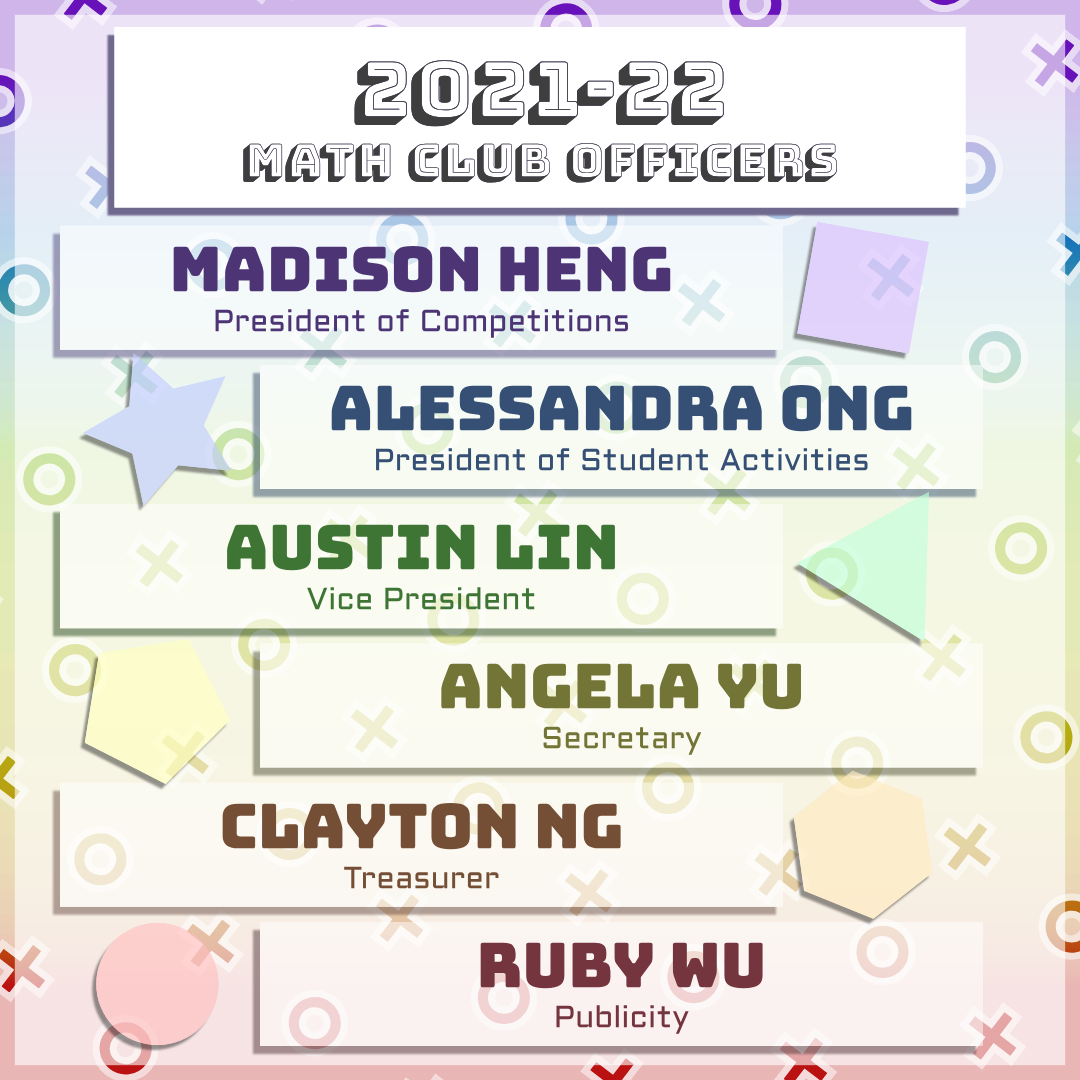 2021-22
MATH CLUB OFFICERS
MADISON HENG
President of Competitions
ALESSANDRA ONG
President of Student Activities
AUSTIN LIN
Vice President
ANGELA YU
Secretary
CLAYTON NG
Treasurer
RUBY WU
Publicity